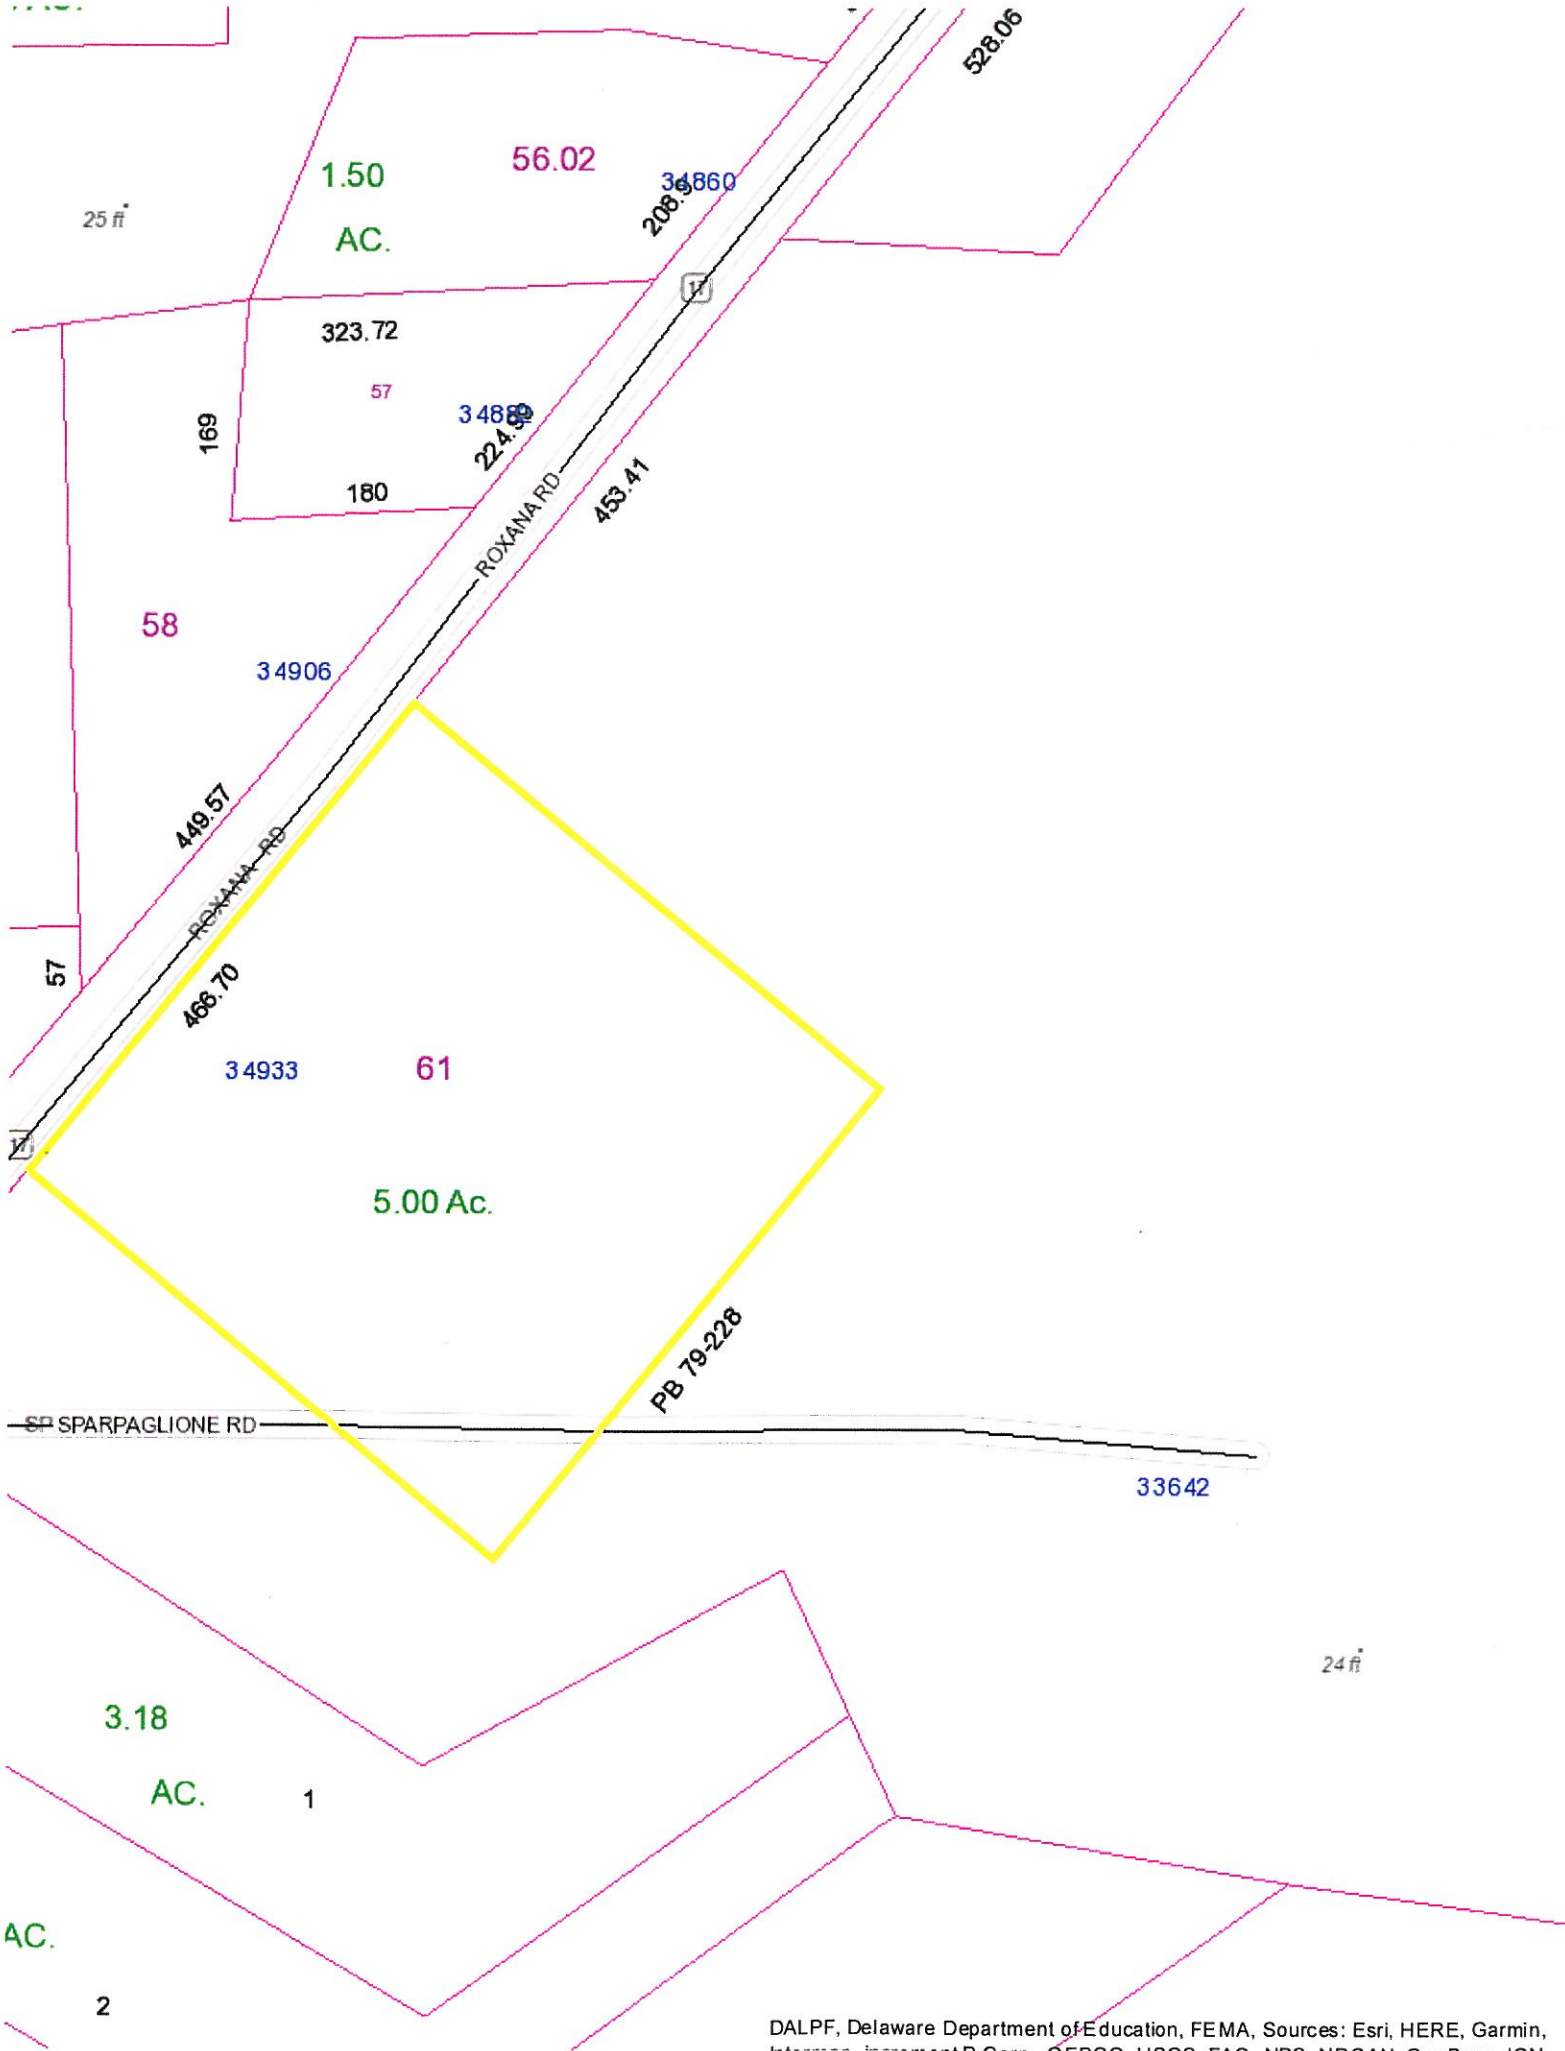 528.06
56.02
1.50
AC.
34860
208.9
25 ft
17
323.72
57
169
224.99
180
ROXANA RD
453.41
58
34906
449.57
ROXANA RD
57
466.70
34933
61
17
5.00 Ac.
PB 79-228
SP SPARPAGLIONE RD
33642
24 ft
3.18
AC.
1
AC.
2
DALPF, Delaware Department of Education, FEMA, Sources: Esri, HERE, Garmin,